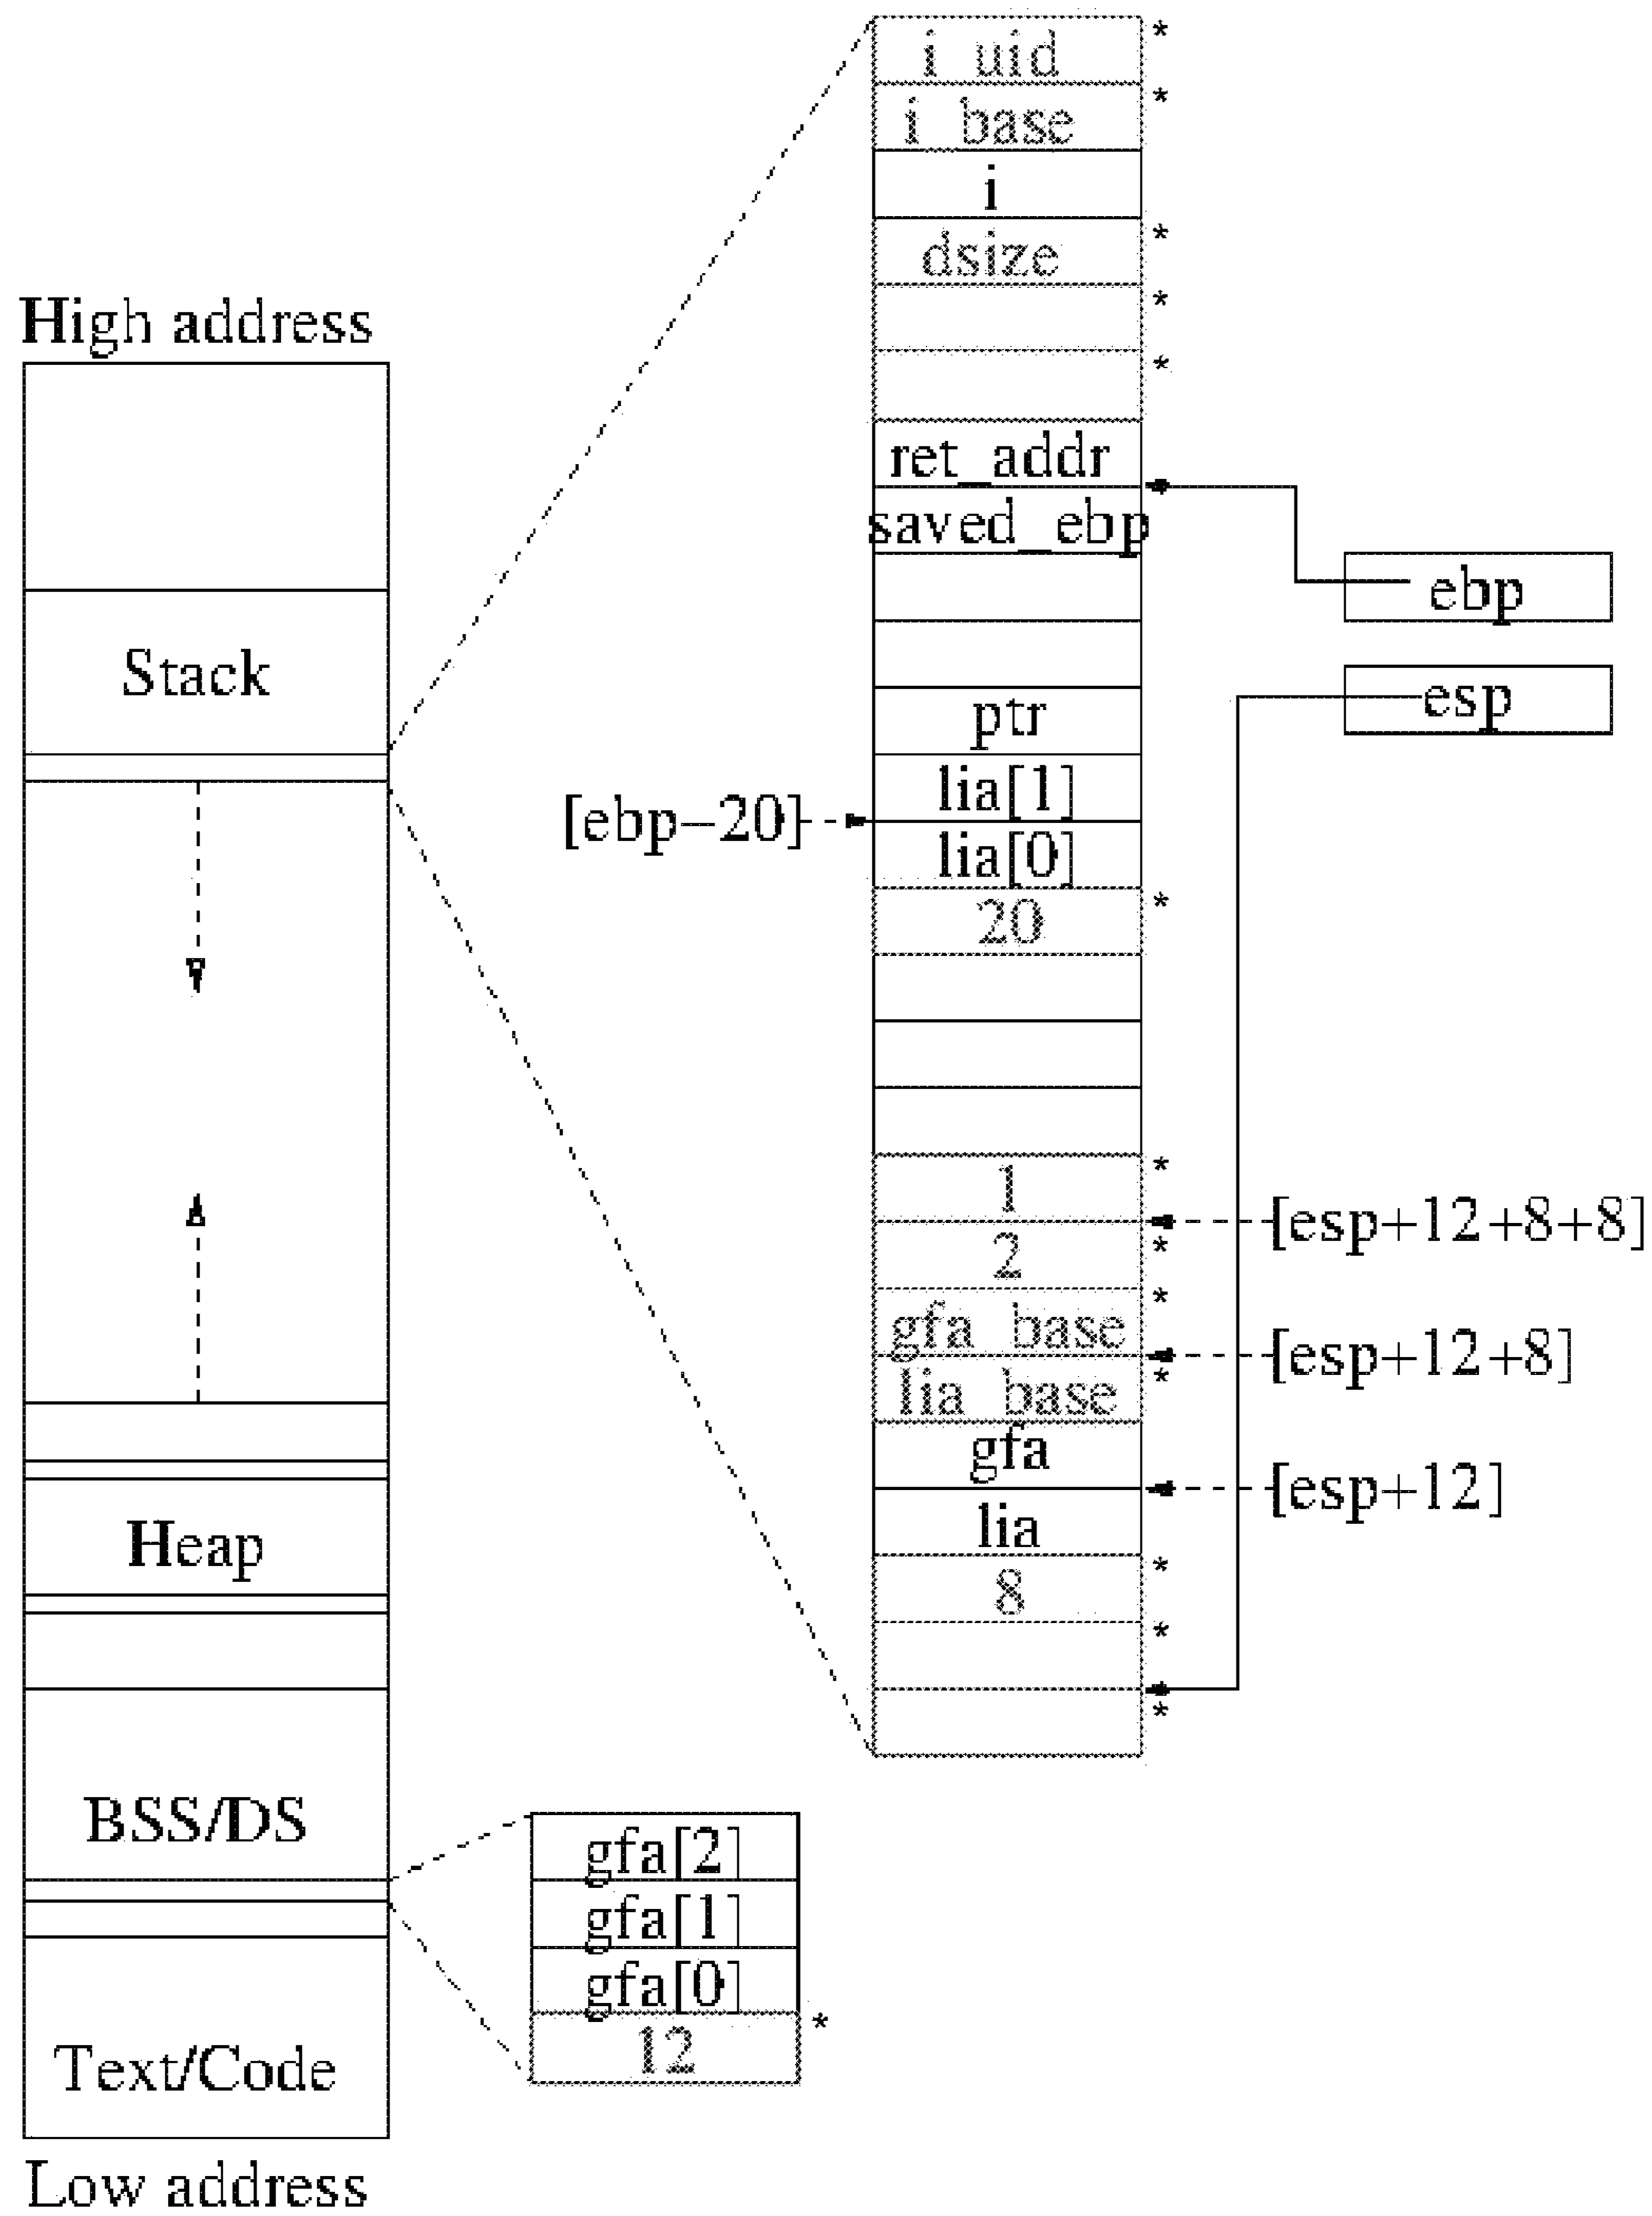 High address
Stack
Heap
BSS/DS
Text/Code
Low address
i_uid *
i_base *
i
dsize *
*
*
ret_addr
saved_ebp
ptr
lia[1]
[ebp-20]
lia[0]
20 *
1 *
[esp+12+8+8]
2 *
gfa_base *
[esp+12+8]
lia_base *
gfa
[esp+12]
lia
8 *
*
*
ebp
esp
gfa[2]
gfa[1]
gfa[0]
12 *